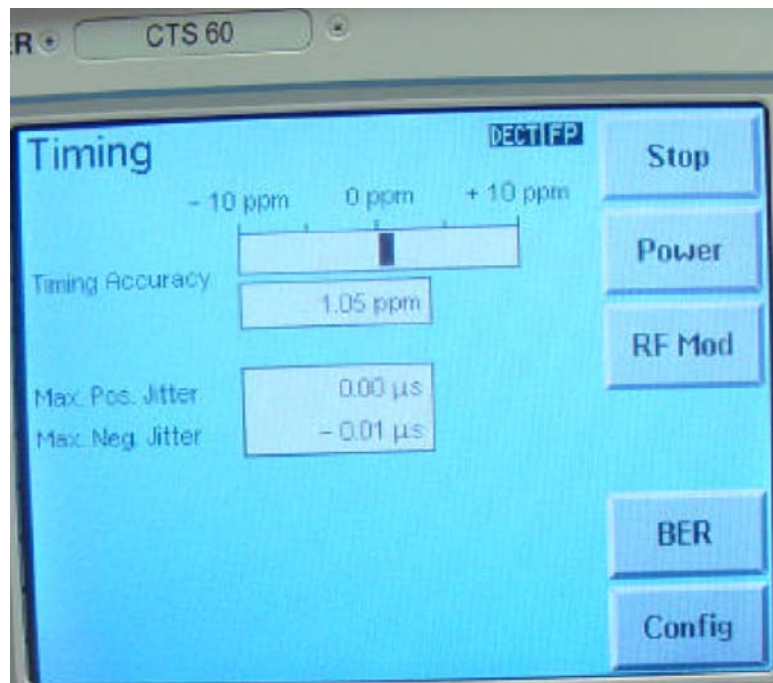 R CTS 60
Timing DECT FP
- 10 ppm 0 ppm + 10 ppm
Timing Accuracy
1.05 ppm
Max. Pos. Jitter 0.00 µs
Max. Neg. Jitter - 0.01 µs
Stop
Power
RF Mod
BER
Config